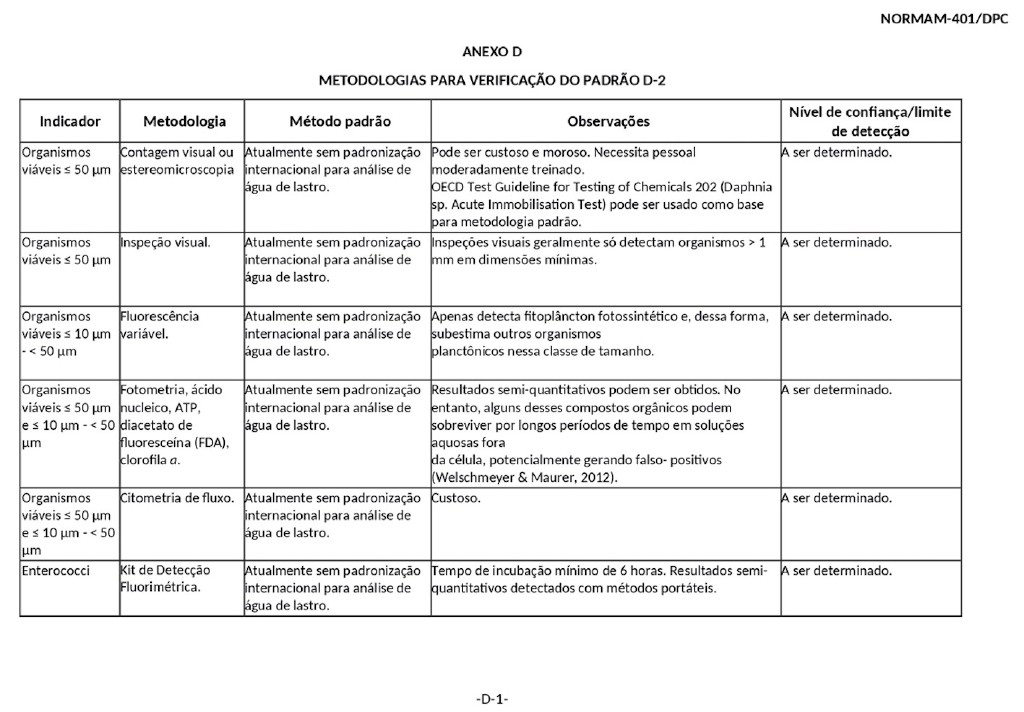 NORMAM-401/DPC
ANEXO D
METODOLOGIAS PARA VERIFICAÇÃO DO PADRÃO D-2
Indicador
Metodologia
Método padrão
Observações
Nível de confiança/limite
de detecção
Organismos
viáveis ≤ 50 µm
Contagem visual ou
estereomicroscopia
Atualmente sem padronização
internacional para análise de
água de lastro.
Pode ser custoso e moroso. Necessita pessoal
moderadamente treinado.
OECD Test Guideline for Testing of Chemicals 202 (Daphnia
sp. Acute Immobilisation Test) pode ser usado como base
para metodologia padrão.
A ser determinado.
Organismos
viáveis ≤ 50 µm
Inspeção visual.
Atualmente sem padronização
internacional para análise de
água de lastro.
Inspeções visuais geralmente só detectam organismos > 1
mm em dimensões mínimas.
A ser determinado.
Organismos
viáveis ≤ 10 µm
- < 50 µm
Fluorescência
variável.
Atualmente sem padronização
internacional para análise de
água de lastro.
Apenas detecta fitoplâncton fotossintético e, dessa forma,
subestima outros organismos
planctônicos nessa classe de tamanho.
A ser determinado.
Organismos
viáveis ≤ 50 µm
e ≤ 10 µm - < 50
µm
Fotometria, ácido
nucleico, ATP,
diacetato de
fluoresceína (FDA),
clorofila a.
Atualmente sem padronização
internacional para análise de
água de lastro.
Resultados semi-quantitativos podem ser obtidos. No
entanto, alguns desses compostos orgânicos podem
sobreviver por longos períodos de tempo em soluções
aquosas fora
da célula, potencialmente gerando falso- positivos
(Welschmeyer & Maurer, 2012).
A ser determinado.
Organismos
viáveis ≤ 50 µm
e ≤ 10 µm - < 50
µm
Citometria de fluxo.
Atualmente sem padronização
internacional para análise de
água de lastro.
Custoso.
A ser determinado.
Enterococci
Kit de Detecção
Fluorimétrica.
Atualmente sem padronização
internacional para análise de
água de lastro.
Tempo de incubação mínimo de 6 horas. Resultados semi-
quantitativos detectados com métodos portáteis.
A ser determinado.
-D-1-